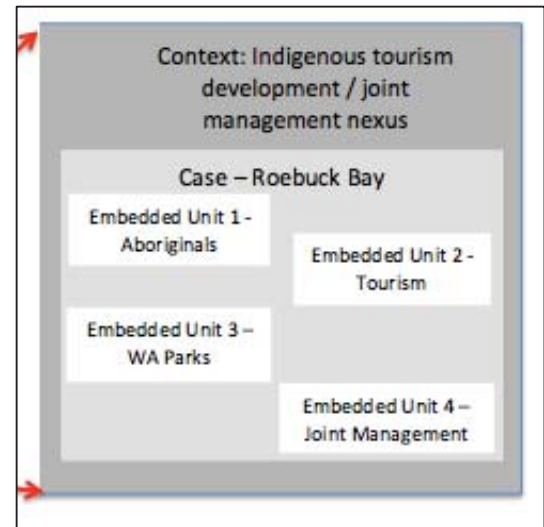 Context: Indigenous tourism
development / joint
management nexus
Case – Roebuck Bay
Embedded Unit 1 -
Aboriginals
Embedded Unit 2 -
Tourism
Embedded Unit 3 –
WA Parks
Embedded Unit 4 –
Joint Management